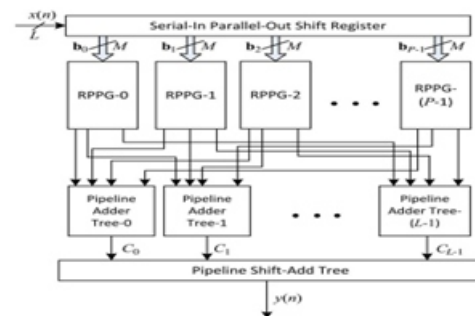 x(n)
L
Serial-In Parallel-Out Shift Register
b0 M b1 M b2 M bP-1 M
RPPG-0 RPPG-1 RPPG-2 RPPG-
(P-1)
Pipeline Adder Tree-0
Pipeline Adder Tree-1
Pipeline Adder Tree-
(L-1)
C0 C1 CL-1
Pipeline Shift-Add Tree
y(n)